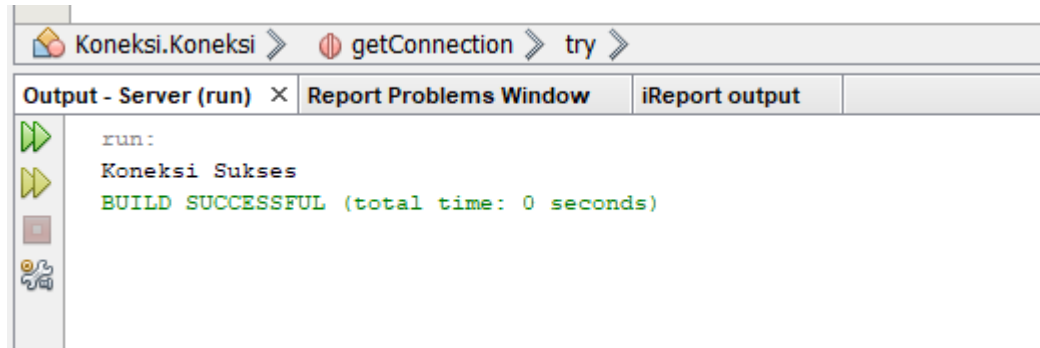 Koneksi.Koneksi getConnection try
Output - Server (run) × Report Problems Window iReport output
run:
Koneksi Sukses
BUILD SUCCESSFUL (total time: 0 seconds)